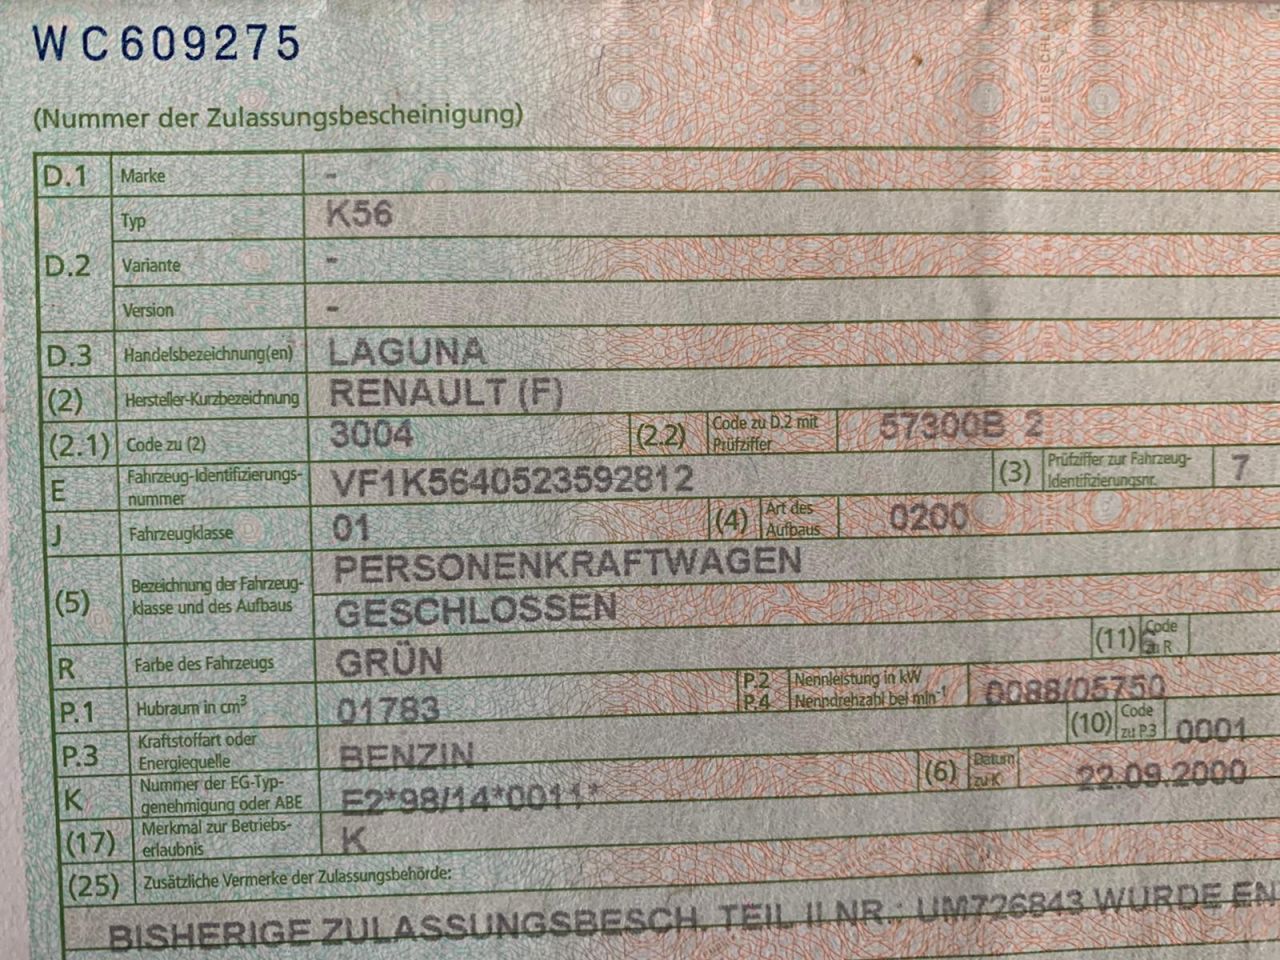 WC609275
(Nummer der Zulassungsbescheinigung)
D.1 Marke -
D.2 Typ K56
Variante -
Version -
D.3 Handelsbezeichnung(en) LAGUNA
(2) Hersteller-Kurzbezeichnung RENAULT (F)
(2.1) Code zu (2) 3004 (2.2) Code zu D.2 mit Prüfziffer 57300B 2
E Fahrzeug-Identifizierungs-
nummer VF1K5640523592812 (3) Prüfziffer zur Fahrzeug-
Identifizierungsnr. 7
J Fahrzeugklasse 01 (4) Art des Aufbaus 0200
(5) Bezeichnung der Fahrzeug- PERSONENKRAFTWAGEN
klasse und des Aufbaus GESCHLOSSEN
R Farbe des Fahrzeugs GRÜN (11) Code zu R 6
P.1 Hubraum in cm³ 01783 P.2 Nennleistung in kW
P.4 Nenndrehzahl bei min⁻¹ 0088/05750
P.3 Kraftstoffart oder
Energiequelle BENZIN (10) Code zu P.3 0001
K Nummer der EG-Typ-
genehmigung oder ABE E2*98/14*0011* (6) Datum zu K 22.09.2000
(17) Merkmal zur Betriebs-
erlaubnis K
(25) Zusätzliche Vermerke der Zulassungsbehörde:
BISHERIGE ZULASSUNGSBESCH. TEIL II NR.: UM726843 WURDE EN